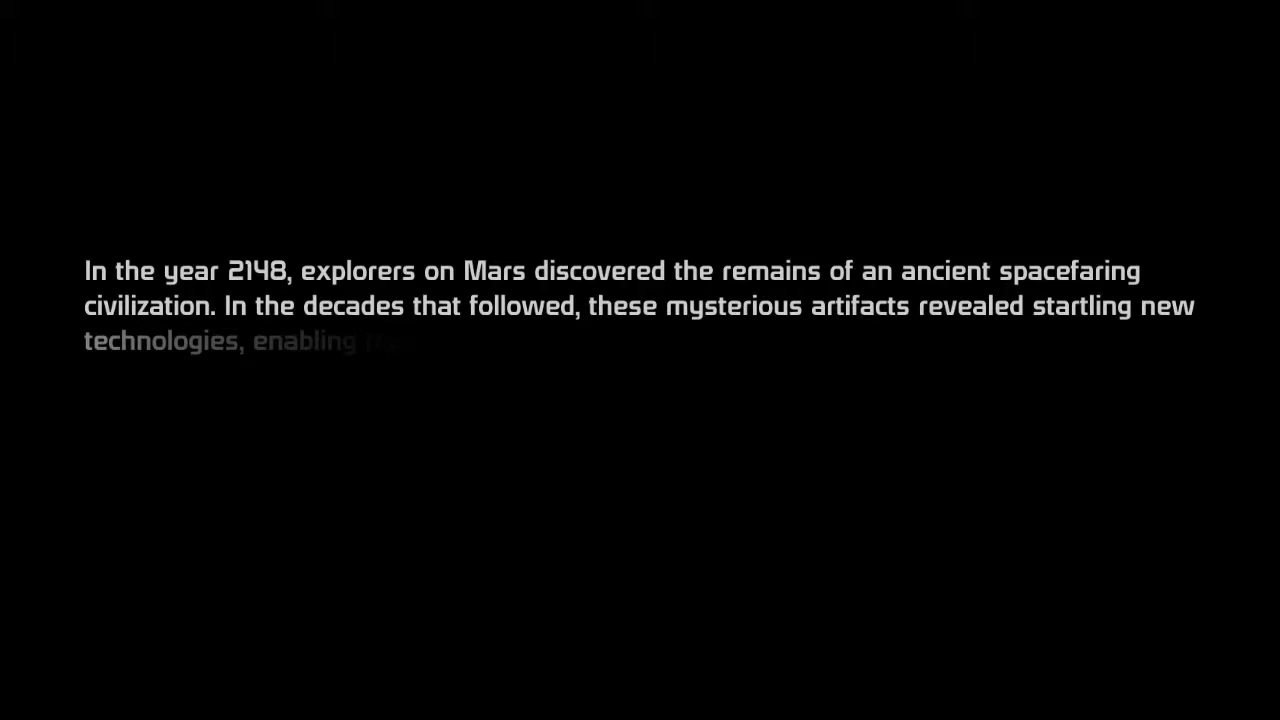 In the year 2148, explorers on Mars discovered the remains of an ancient spacefaring
civilization. In the decades that followed, these mysterious artifacts revealed startling new
technologies, enabling